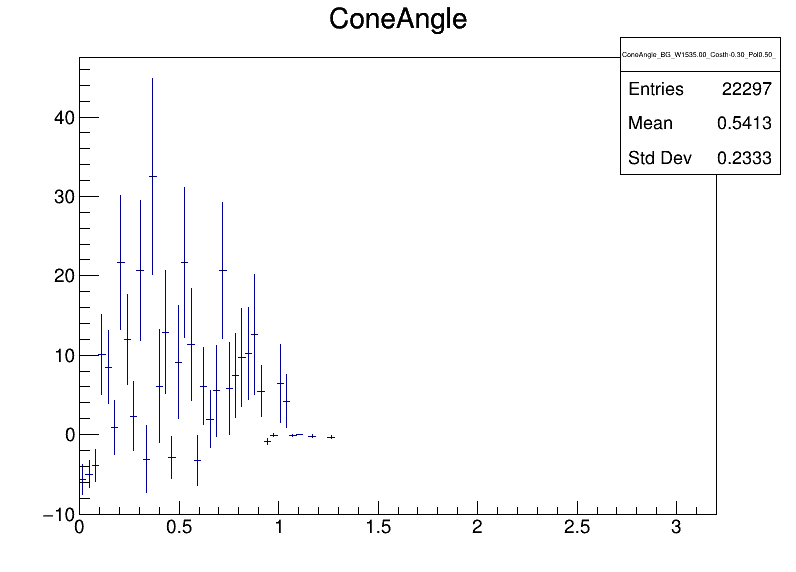 ConeAngle
ConeAngle_BG_W1535.00_Costh-0.30_Pol0.50_
Entries 22297
Mean 0.5413
Std Dev 0.2333
40
30
20
10
0
−10
0 0.5 1 1.5 2 2.5 3